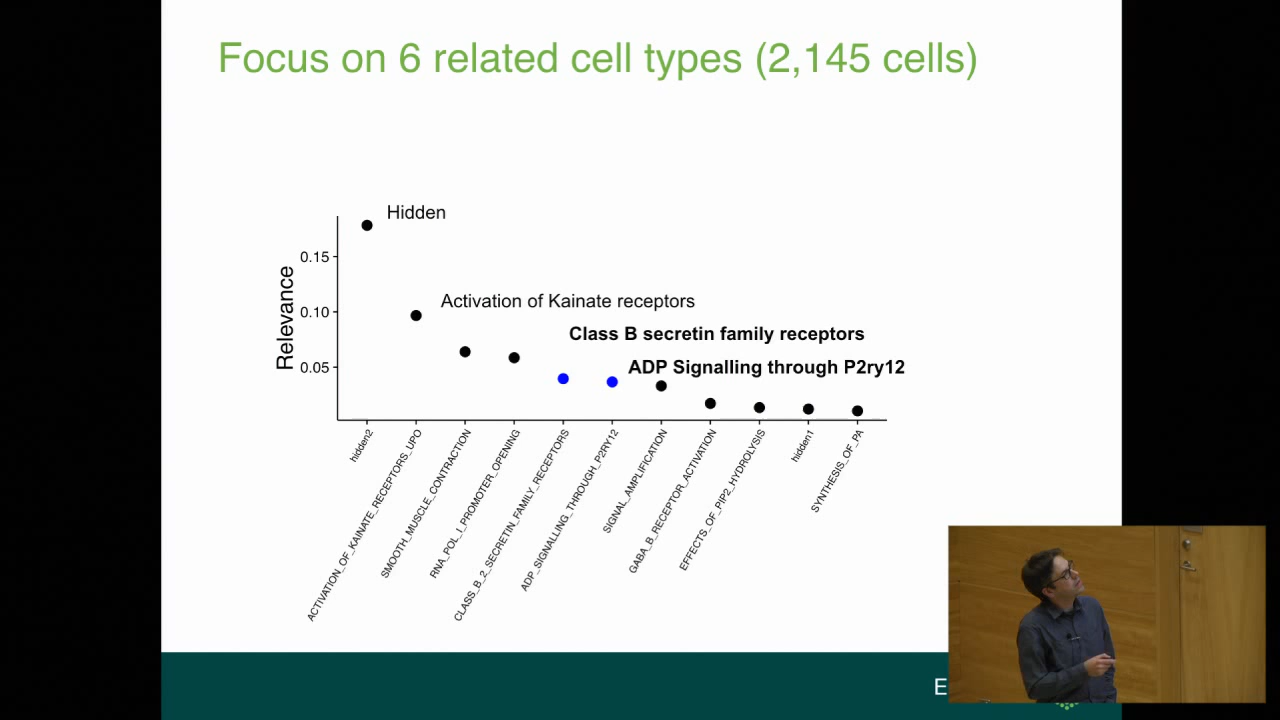 Focus on 6 related cell types (2,145 cells)
Hidden
Activation of Kainate receptors
Class B secretin family receptors
ADP Signalling through P2ry12
Relevance
0.15
0.10
0.05
hidden2
ACTIVATION_OF_KAINATE_RECEPTORS_UPO
SMOOTH_MUSCLE_CONTRACTION
RNA_POL_I_PROMOTER_OPENING
CLASS_B_2_SECRETIN_FAMILY_RECEPTORS
ADP_SIGNALLING_THROUGH_P2RY12
SIGNAL_AMPLIFICATION
GABA_B_RECEPTOR_ACTIVATION
EFFECTS_OF_PIP2_HYDROLYSIS
hidden1
SYNTHESIS_OF_PA
E